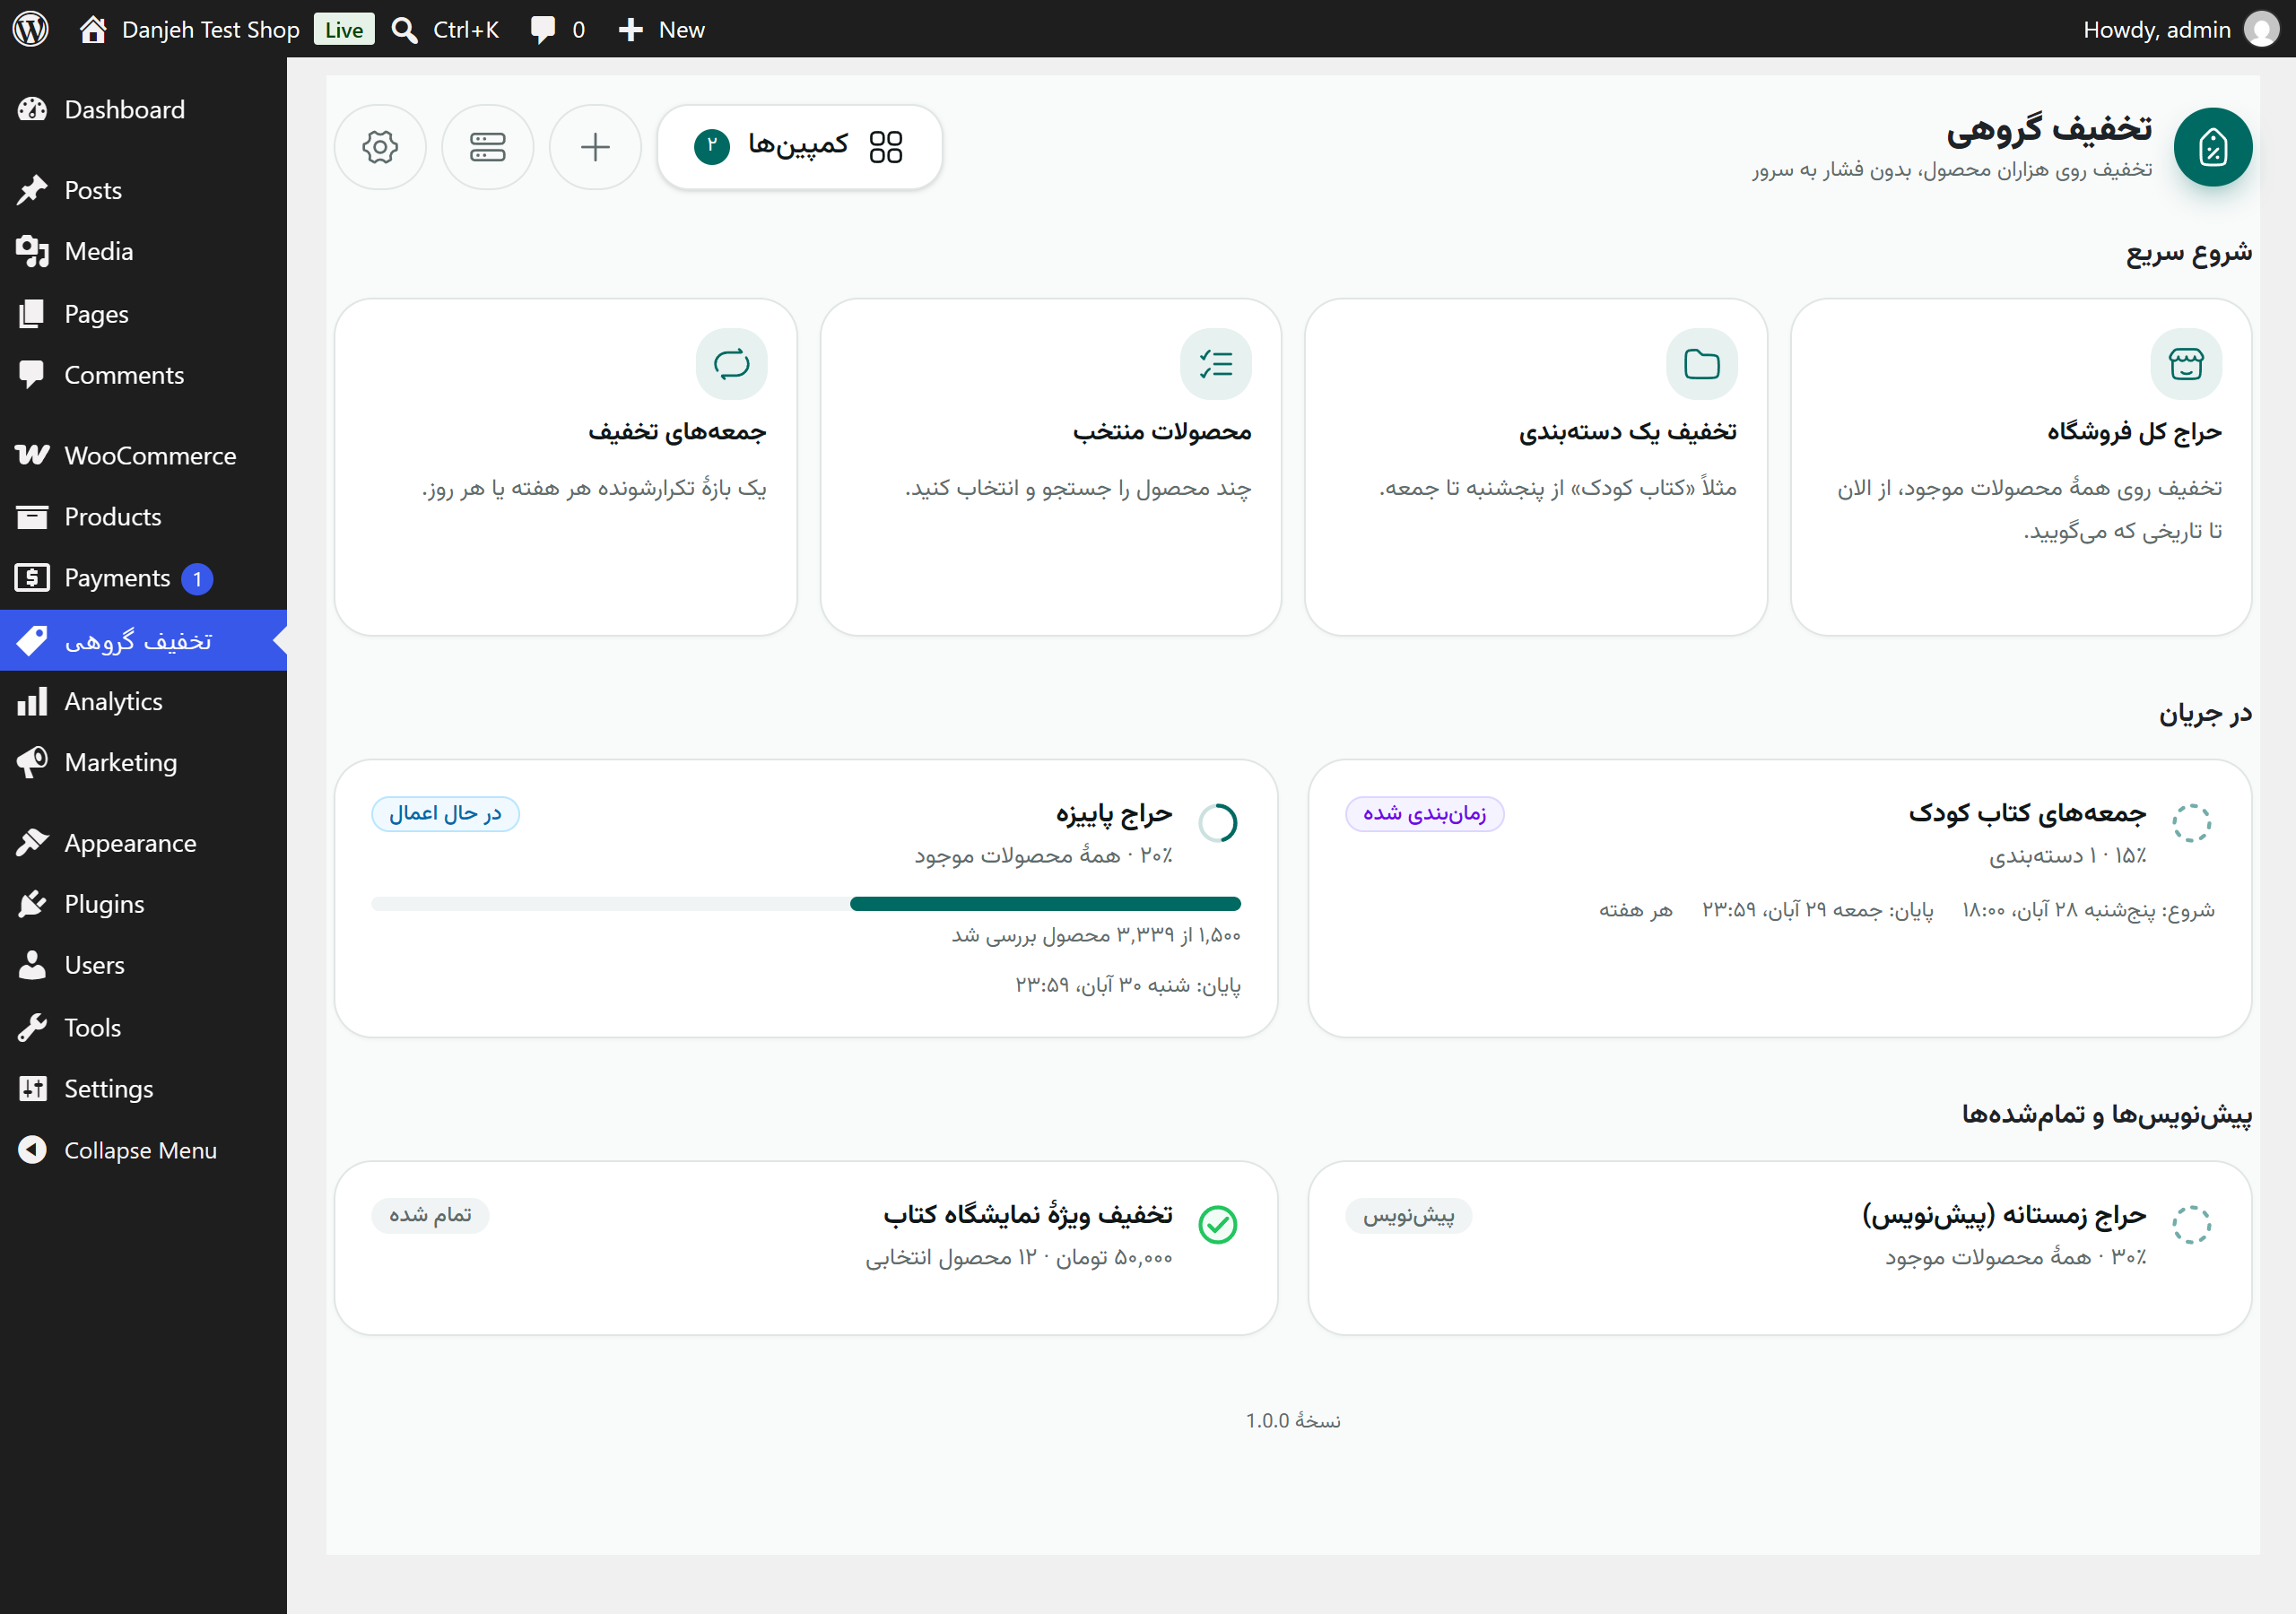 Danjeh Test Shop
Live
Ctrl+K
0
New
Howdy, admin
Dashboard
Posts
Media
Pages
Comments
WooCommerce
Products
Payments 1
تخفیف گروهی
Analytics
Marketing
Appearance
Plugins
Users
Tools
Settings
Collapse Menu
تخفیف گروهی
تخفیف روی هزاران محصول، بدون فشار به سرور
کمپین‌ها ۲
شروع سریع
حراج کل فروشگاه
تخفیف روی همهٔ محصولات موجود، از الان
تا تاریخی که می‌گویید.
تخفیف یک دسته‌بندی
مثلاً «کتاب کودک» از پنجشنبه تا جمعه.
محصولات منتخب
چند محصول را جستجو و انتخاب کنید.
جمعه‌های تخفیف
یک بازهٔ تکرارشونده هر هفته یا هر روز.
در جریان
جمعه‌های کتاب کودک
زمان‌بندی شده
۱۵٪ · ۱ دسته‌بندی
شروع: پنج‌شنبه ۲۸ آبان، ۱۸:۰۰ پایان: جمعه ۲۹ آبان، ۲۳:۵۹ هر هفته
حراج پاییزه
در حال اعمال
۲۰٪ · همهٔ محصولات موجود
۱,۵۰۰ از ۳,۳۳۹ محصول بررسی شد
پایان: شنبه ۳۰ آبان، ۲۳:۵۹
پیش‌نویس‌ها و تمام‌شده‌ها
حراج زمستانه (پیش‌نویس)
پیش‌نویس
۳۰٪ · همهٔ محصولات موجود
تخفیف ویژهٔ نمایشگاه کتاب
تمام شده
۵۰,۰۰۰ تومان · ۱۲ محصول انتخابی
نسخهٔ 1.0.0